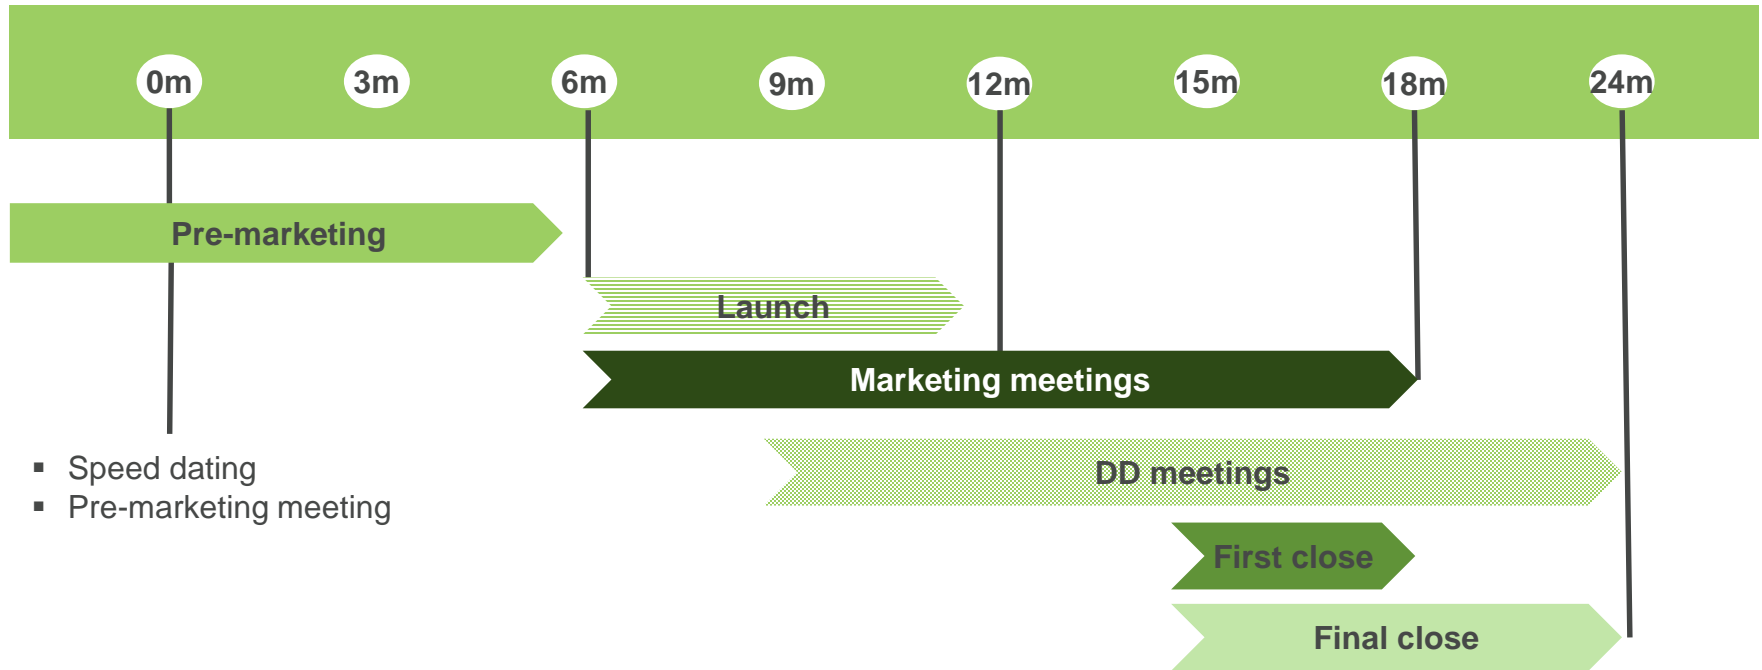 0m 3m 6m 9m 12m 15m 18m 24m
Pre-marketing
Launch
Marketing meetings
DD meetings
▪ Speed dating
▪ Pre-marketing meeting
First close
Final close